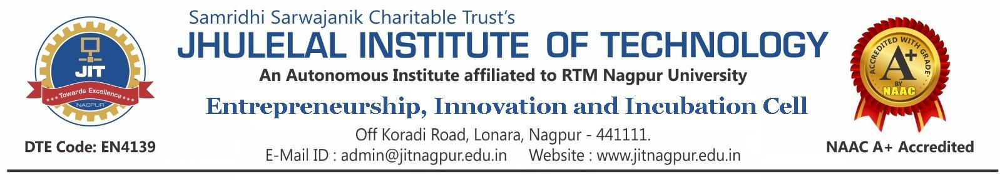 Samridhi Sarwajanik Charitable Trust's
JHULELAL INSTITUTE OF TECHNOLOGY
An Autonomous Institute affiliated to RTM Nagpur University
Entrepreneurship, Innovation and Incubation Cell
Off Koradi Road, Lonara, Nagpur - 441111.
E-Mail ID : admin@jitnagpur.edu.in Website : www.jitnagpur.edu.in
JIT
Towards Excellence
NAGPUR
DTE Code: EN4139
ACCREDITED WITH GRADE
A+
BY
NAAC
NAAC A+ Accredited